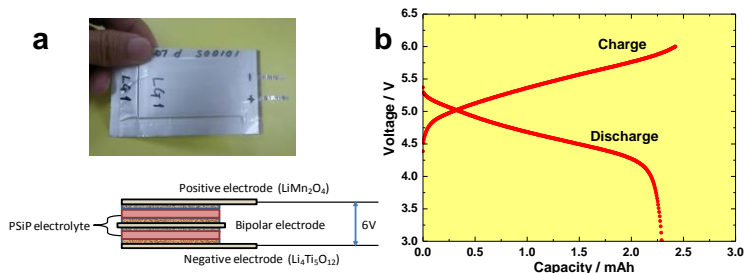 a
LG1
LG1
Positive electrode (LiMn₂O₄)
PSiP electrolyte
Bipolar electrode
6V
Negative electrode (Li₄Ti₅O₁₂)
b
Voltage / V
6.0
5.5
5.0
4.5
4.0
3.5
3.0
Charge
Discharge
0.0
0.5
1.0
1.5
2.0
2.5
3.0
Capacity / mAh